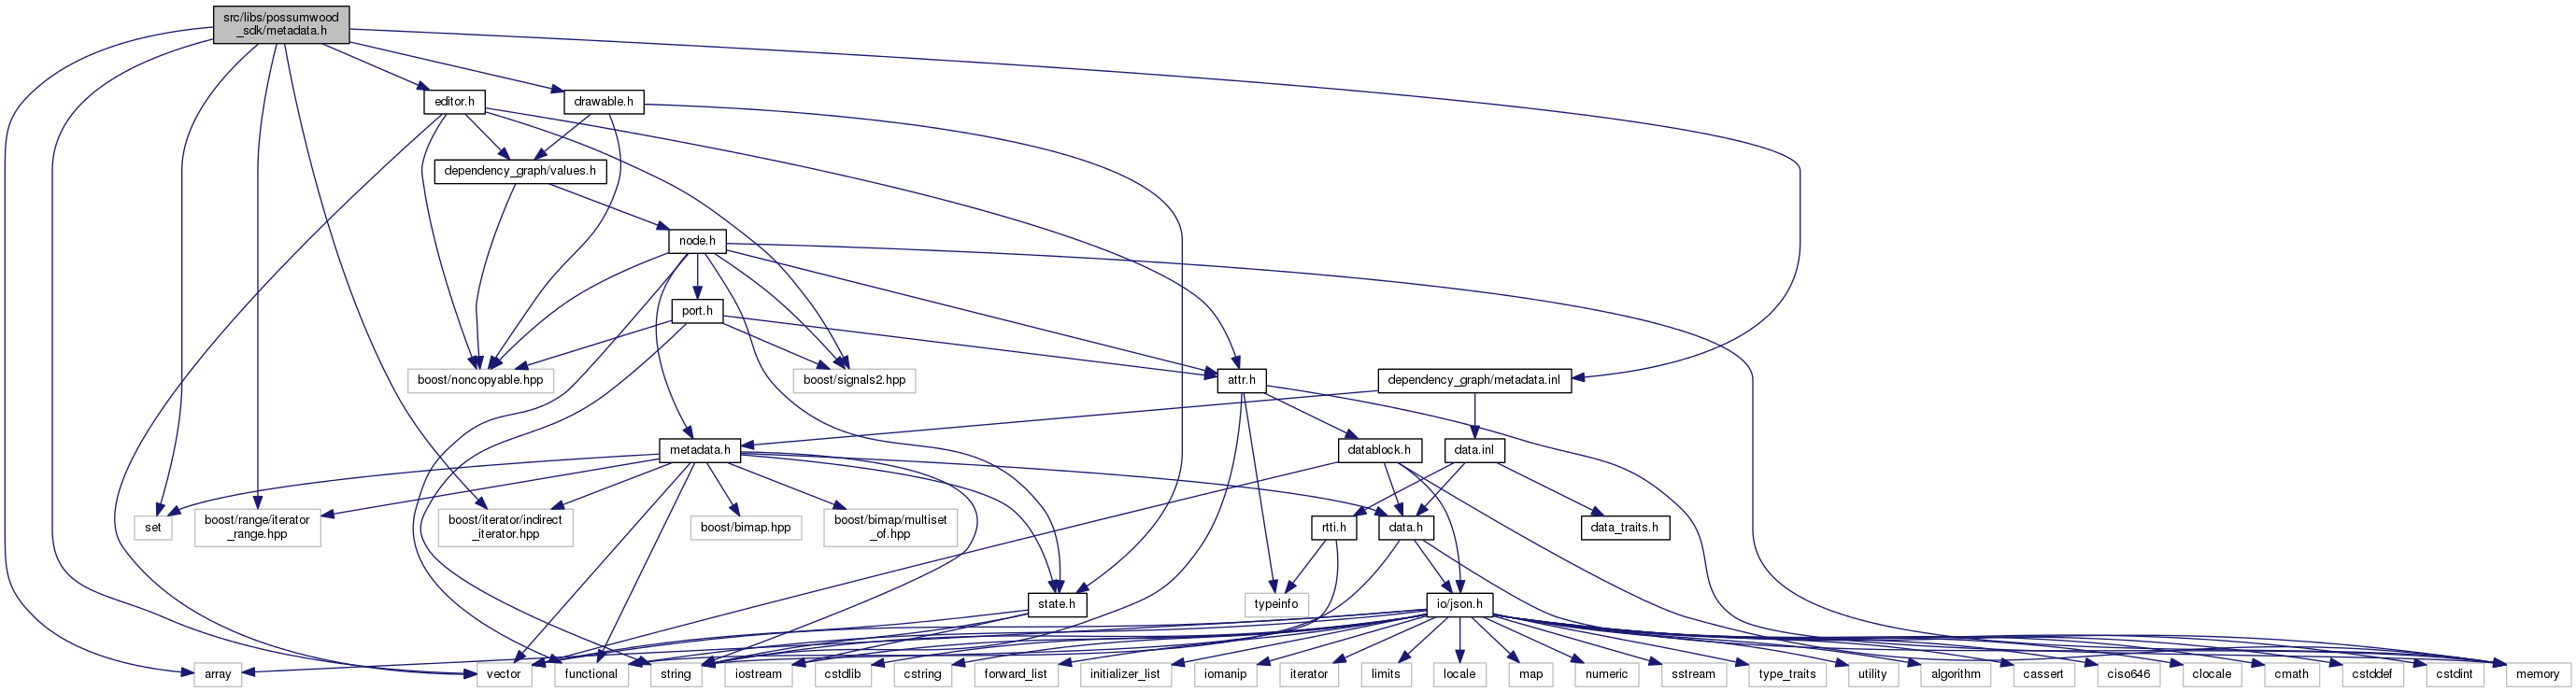 src/libs/possumwood
_sdk/metadata.h
editor.h
drawable.h
dependency_graph/values.h
node.h
port.h
boost/noncopyable.hpp
boost/signals2.hpp
attr.h
dependency_graph/metadata.inl
metadata.h
datablock.h
data.inl
set
boost/range/iterator
_range.hpp
boost/iterator/indirect
_iterator.hpp
boost/bimap.hpp
boost/bimap/multiset
_of.hpp
rtti.h
data.h
data_traits.h
typeinfo
state.h
io/json.h
array
vector
functional
string
iostream
cstdlib
cstring
forward_list
initializer_list
iomanip
iterator
limits
locale
map
numeric
sstream
type_traits
utility
algorithm
cassert
ciso646
clocale
cmath
cstddef
cstdint
memory